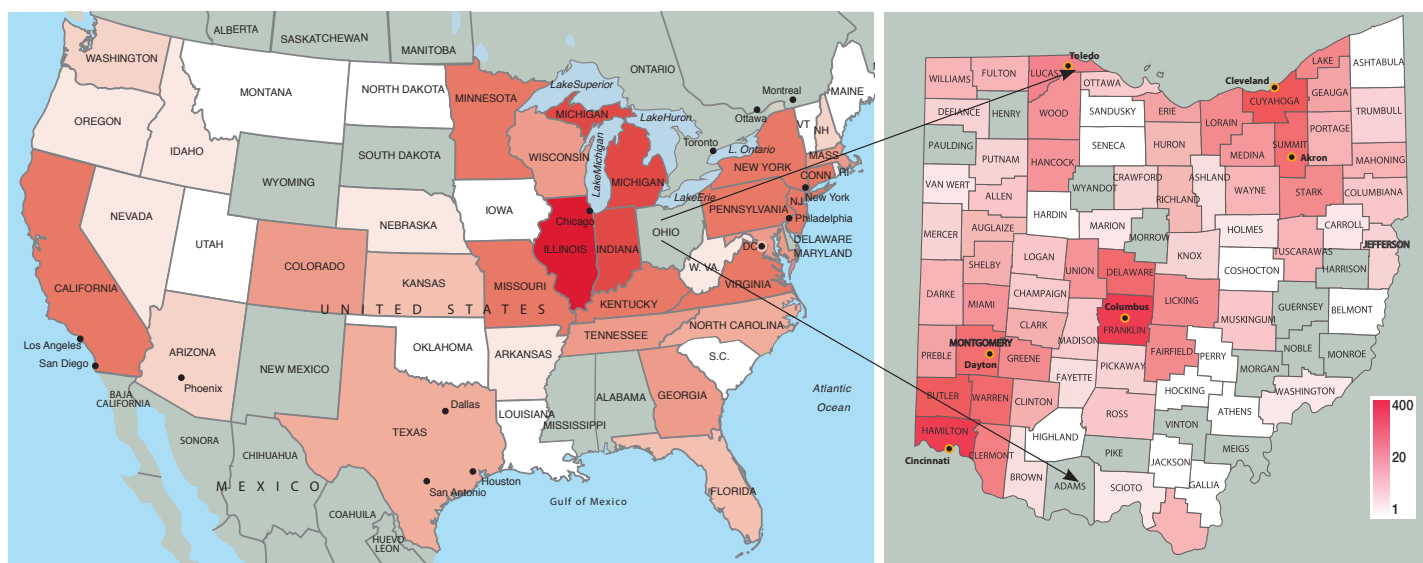 ALBERTA
SASKATCHEWAN
MANITOBA
ONTARIO
WASHINGTON
MONTANA
NORTH DAKOTA
MINNESOTA
LakeSuperior
Montreal
MAINE
OREGON
MICHIGAN
LakeHuron
Ottawa
VT
NH
IDAHO
SOUTH DAKOTA
WISCONSIN
LakeMichigan
Toronto
L. Ontario
MASS
WYOMING
MICHIGAN
NEW YORK
CONN
RI
NEVADA
IOWA
LakeErie
NJ
New York
NEBRASKA
Chicago
PENNSYLVANIA
Philadelphia
UTAH
ILLINOIS
INDIANA
OHIO
DC
DELAWARE
MARYLAND
COLORADO
W. VA.
CALIFORNIA
KANSAS
MISSOURI
VIRGINIA
UNITED STATES
KENTUCKY
Los Angeles
ARIZONA
OKLAHOMA
ARKANSAS
TENNESSEE
NORTH CAROLINA
San Diego
NEW MEXICO
S.C.
Phoenix
BAJA
CALIFORNIA
Dallas
LOUISIANA
MISSISSIPPI
ALABAMA
GEORGIA
Atlantic
Ocean
SONORA
TEXAS
CHIHUAHUA
MEXICO
Houston
San Antonio
FLORIDA
Gulf of Mexico
COAHUILA
HUEVO
LEON
Toledo
LAKE
ASHTABULA
WILLIAMS
FULTON
LUCAS
OTTAWA
Cleveland
GEAUGA
CUYAHOGA
DEFIANCE
HENRY
WOOD
SANDUSKY
ERIE
LORAIN
TRUMBULL
PORTAGE
PAULDING
SENECA
HURON
MEDINA
SUMMIT
Akron
PUTNAM
HANCOCK
MAHONING
VAN WERT
WYANDOT
CRAWFORD
ASHLAND
WAYNE
STARK
COLUMBIANA
ALLEN
RICHLAND
HARDIN
MERCER
AUGLAIZE
MARION
MORROW
HOLMES
CARROLL
JEFFERSON
LOGAN
KNOX
TUSCARAWAS
SHELBY
UNION
DELAWARE
COSHOCTON
HARRISON
DARKE
MIAMI
CHAMPAIGN
LICKING
Columbus
GUERNSEY
BELMONT
CLARK
FRANKLIN
MUSKINGUM
MONTGOMERY
MADISON
PREBLE
Dayton
GREENE
FAIRFIELD
PERRY
NOBLE
MONROE
PICKAWAY
MORGAN
FAYETTE
BUTLER
WARREN
CLINTON
HOCKING
WASHINGTON
ROSS
ATHENS
HAMILTON
HIGHLAND
VINTON
CLERMONT
PIKE
MEIGS
Cincinnati
JACKSON
BROWN
ADAMS
SCIOTO
GALLIA
400
20
1